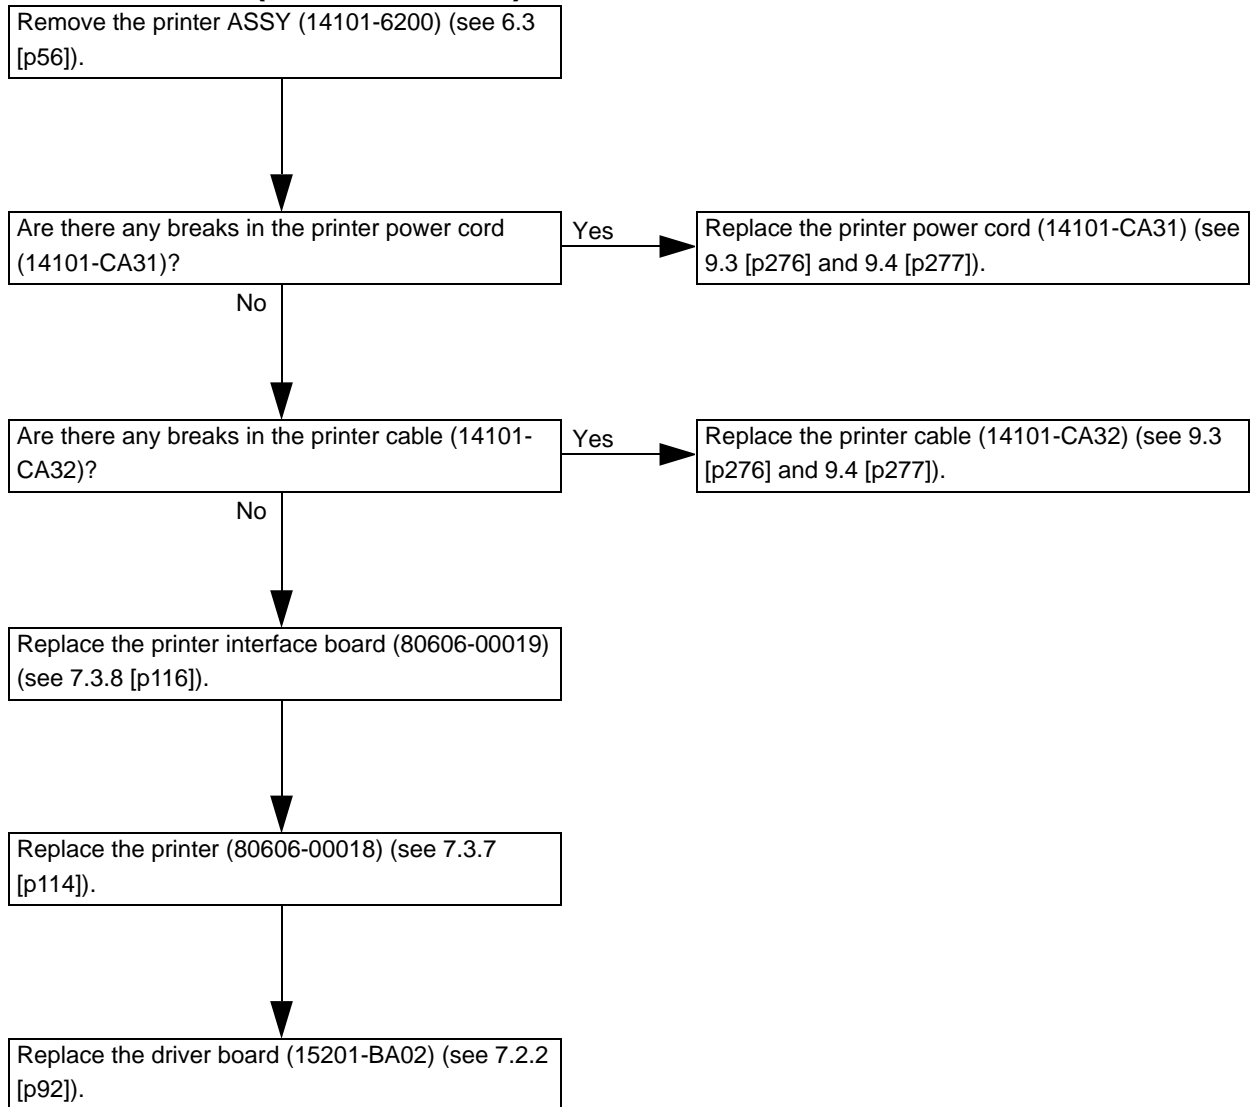 Remove the printer ASSY (14101-6200) (see 6.3
[p56]).
Are there any breaks in the printer power cord
(14101-CA31)?
Yes
Replace the printer power cord (14101-CA31) (see
9.3 [p276] and 9.4 [p277]).
No
Are there any breaks in the printer cable (14101-
CA32)?
Yes
Replace the printer cable (14101-CA32) (see 9.3
[p276] and 9.4 [p277]).
No
Replace the printer interface board (80606-00019)
(see 7.3.8 [p116]).
Replace the printer (80606-00018) (see 7.3.7
[p114]).
Replace the driver board (15201-BA02) (see 7.2.2
[p92]).